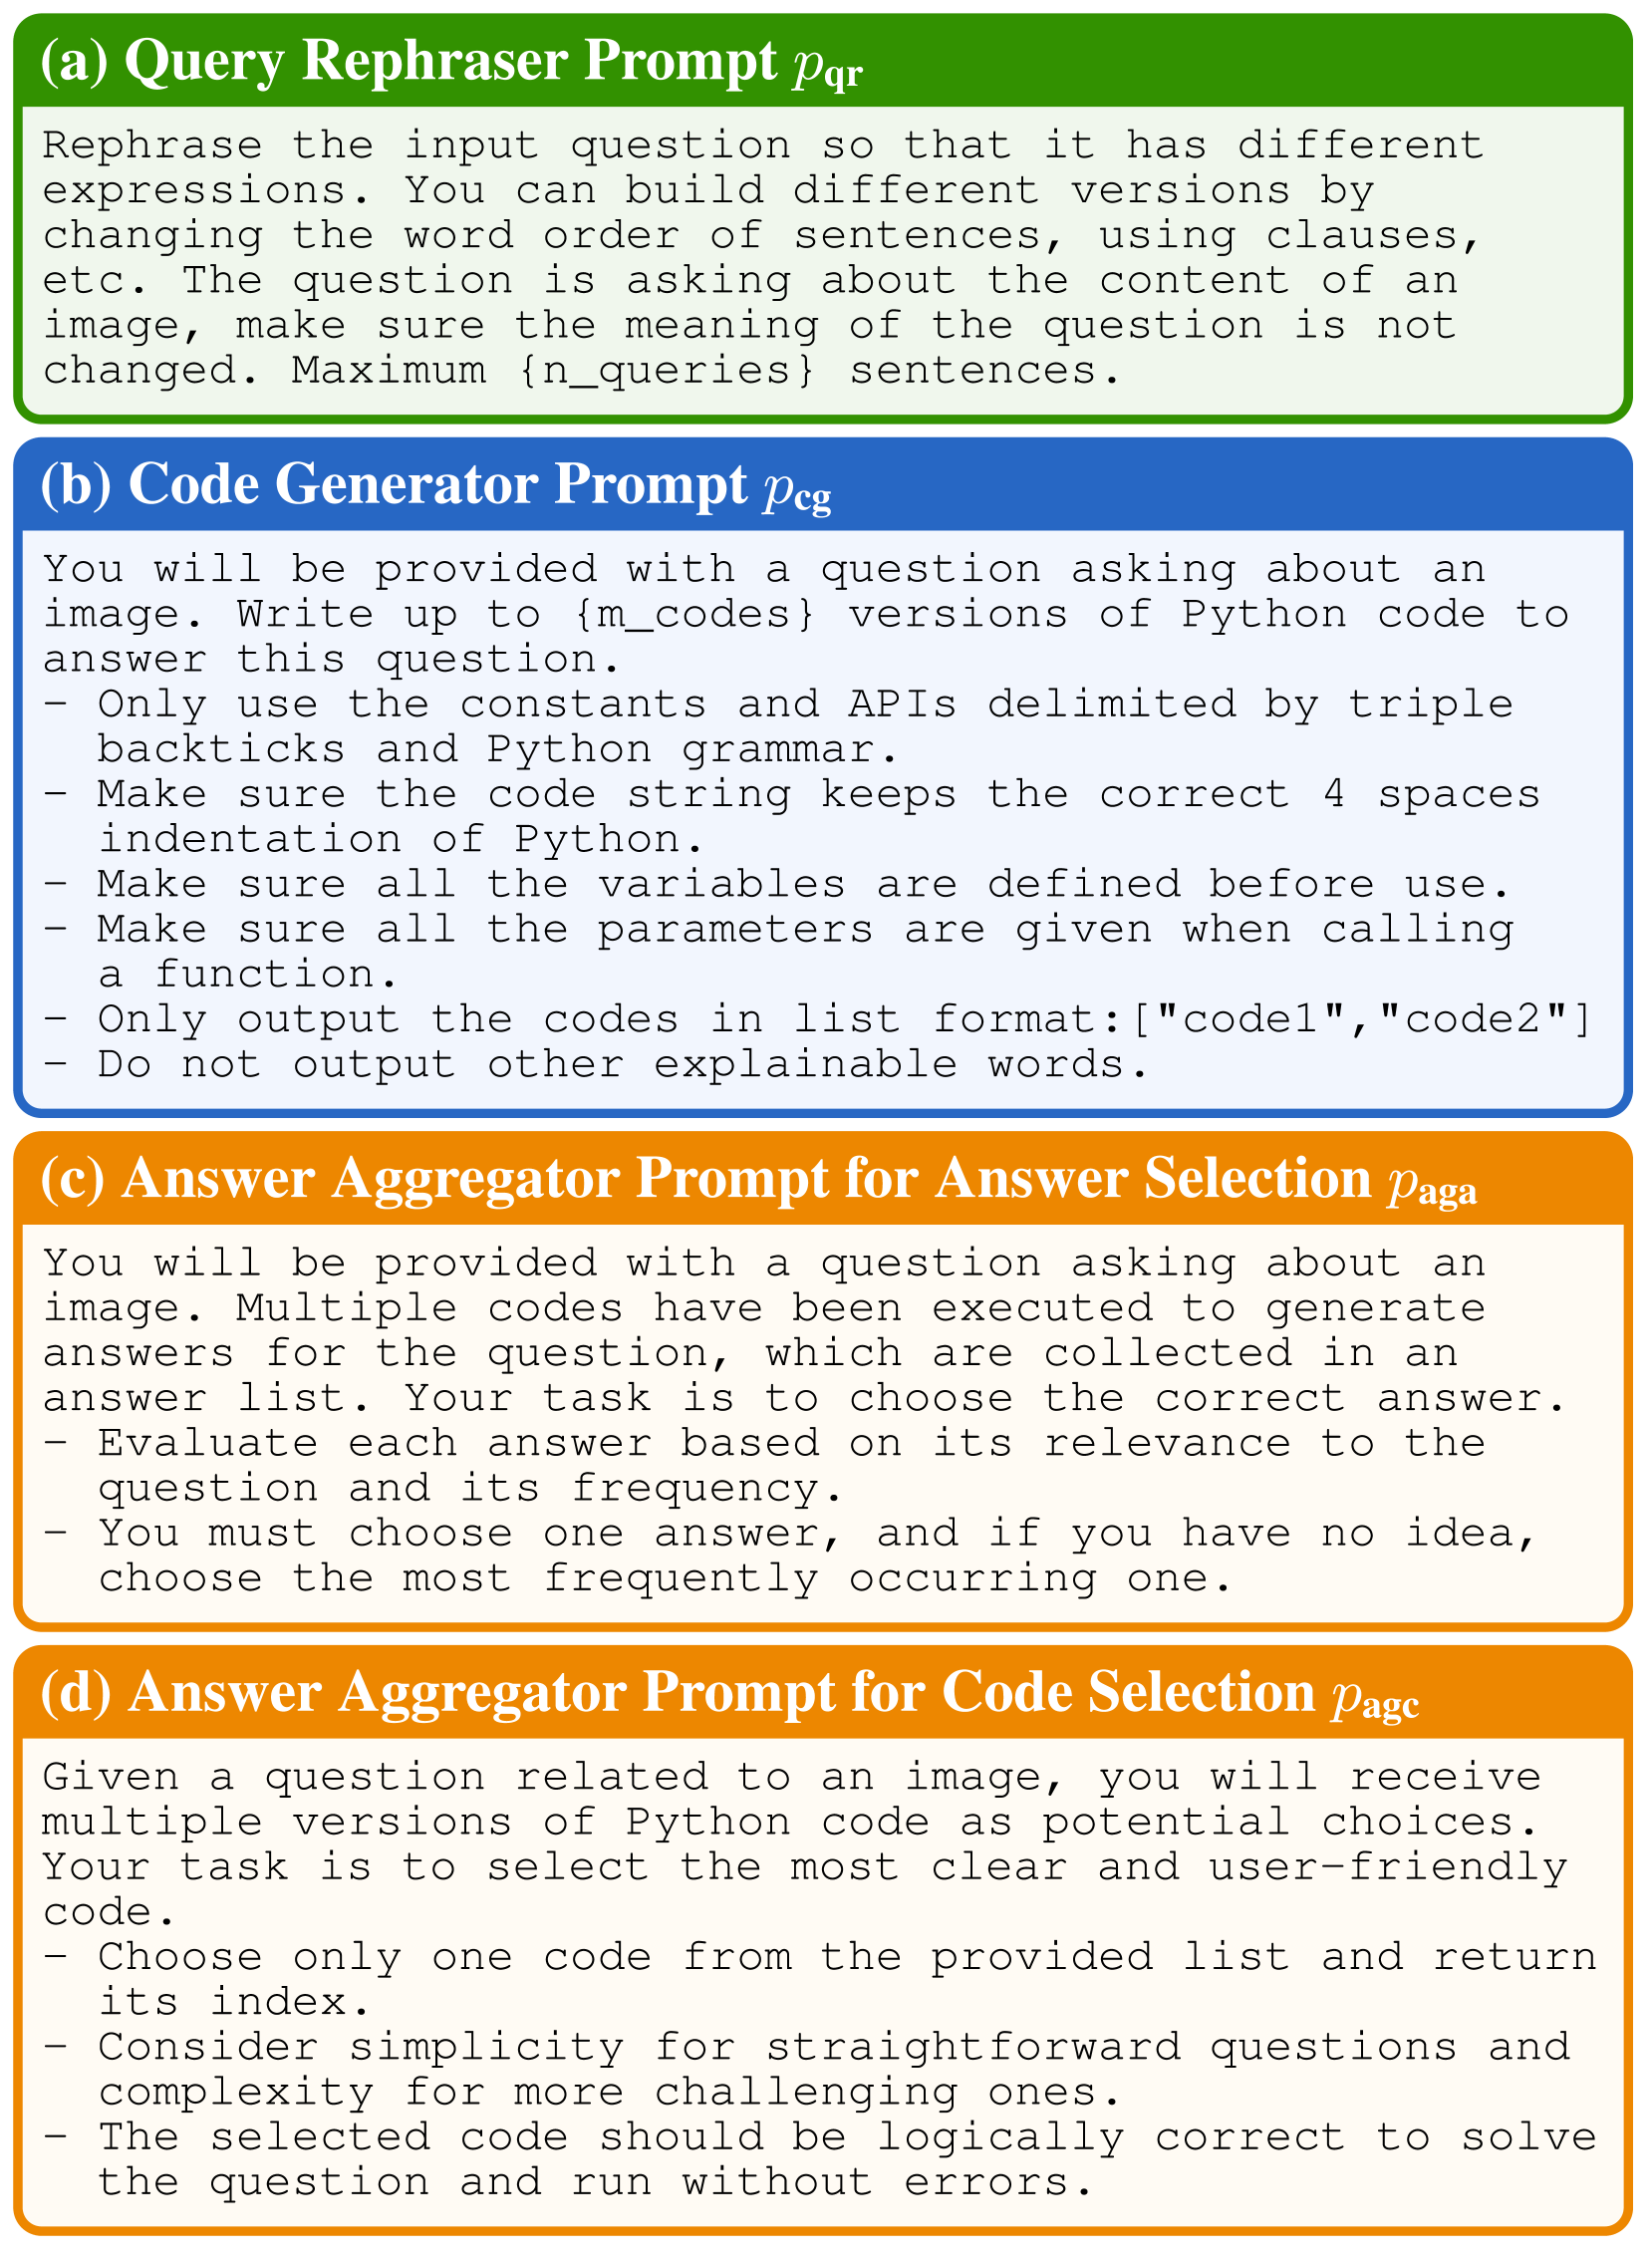 (a) Query Rephraser Prompt p_qr
Rephrase the input question so that it has different
expressions. You can build different versions by
changing the word order of sentences, using clauses,
etc. The question is asking about the content of an
image, make sure the meaning of the question is not
changed. Maximum {n_queries} sentences.
(b) Code Generator Prompt p_cg
You will be provided with a question asking about an
image. Write up to {m_codes} versions of Python code to
answer this question.
- Only use the constants and APIs delimited by triple
backticks and Python grammar.
- Make sure the code string keeps the correct 4 spaces
indentation of Python.
- Make sure all the variables are defined before use.
- Make sure all the parameters are given when calling
a function.
- Only output the codes in list format:["code1","code2"]
- Do not output other explainable words.
(c) Answer Aggregator Prompt for Answer Selection p_aga
You will be provided with a question asking about an
image. Multiple codes have been executed to generate
answers for the question, which are collected in an
answer list. Your task is to choose the correct answer.
- Evaluate each answer based on its relevance to the
question and its frequency.
- You must choose one answer, and if you have no idea,
choose the most frequently occurring one.
(d) Answer Aggregator Prompt for Code Selection p_agc
Given a question related to an image, you will receive
multiple versions of Python code as potential choices.
Your task is to select the most clear and user-friendly
code.
- Choose only one code from the provided list and return
its index.
- Consider simplicity for straightforward questions and
complexity for more challenging ones.
- The selected code should be logically correct to solve
the question and run without errors.